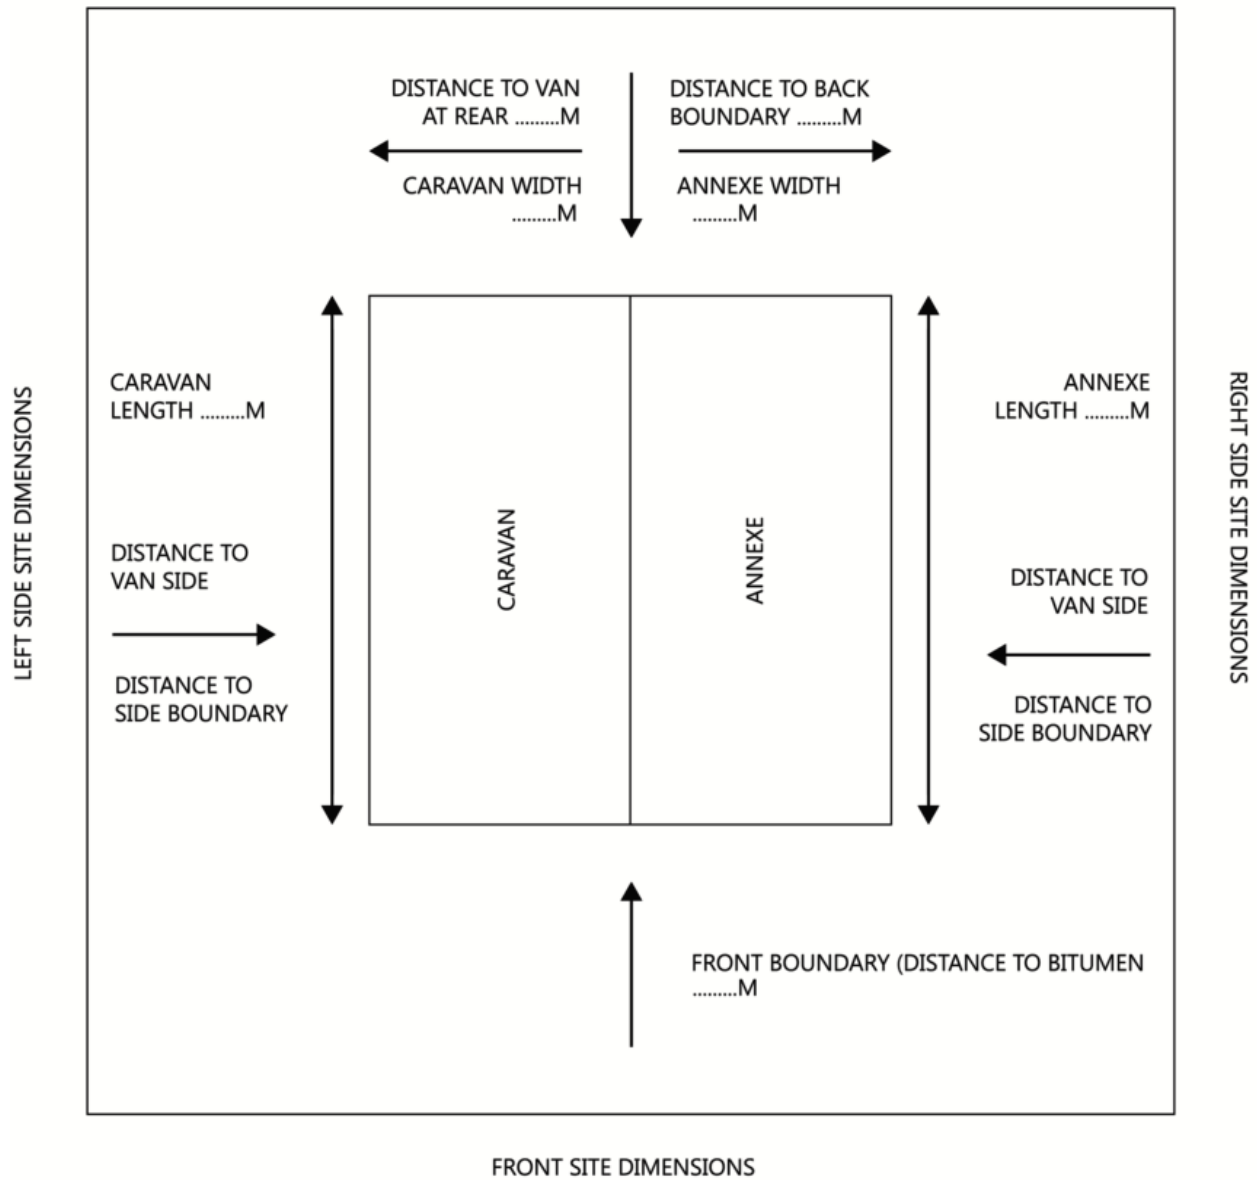 DISTANCE TO VAN
AT REAR .........M
DISTANCE TO BACK
BOUNDARY .........M
CARAVAN WIDTH
.........M
ANNEXE WIDTH
.........M
CARAVAN
LENGTH .........M
ANNEXE
LENGTH .........M
LEFT SIDE SITE DIMENSIONS
RIGHT SIDE SITE DIMENSIONS
CARAVAN
ANNEXE
DISTANCE TO
VAN SIDE
DISTANCE TO
VAN SIDE
DISTANCE TO
SIDE BOUNDARY
DISTANCE TO
SIDE BOUNDARY
FRONT BOUNDARY (DISTANCE TO BITUMEN
.........M
FRONT SITE DIMENSIONS